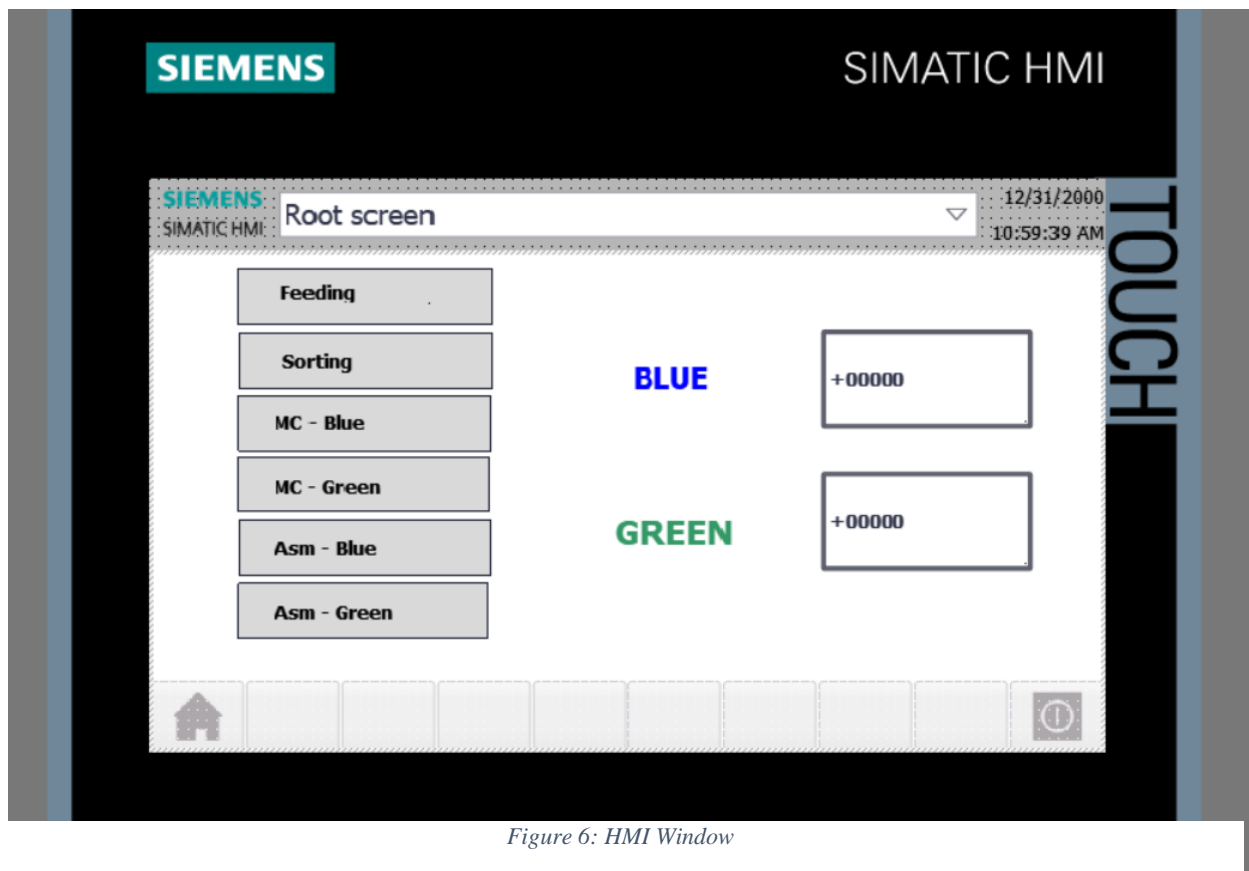 SIEMENS
SIMATIC HMI
TOUCH
SIEMENS
SIMATIC HMI
Root screen
12/31/2000
10:59:39 AM
Feeding
Sorting
MC - Blue
MC - Green
Asm - Blue
Asm - Green
BLUE
+00000
GREEN
+00000
Figure 6: HMI Window